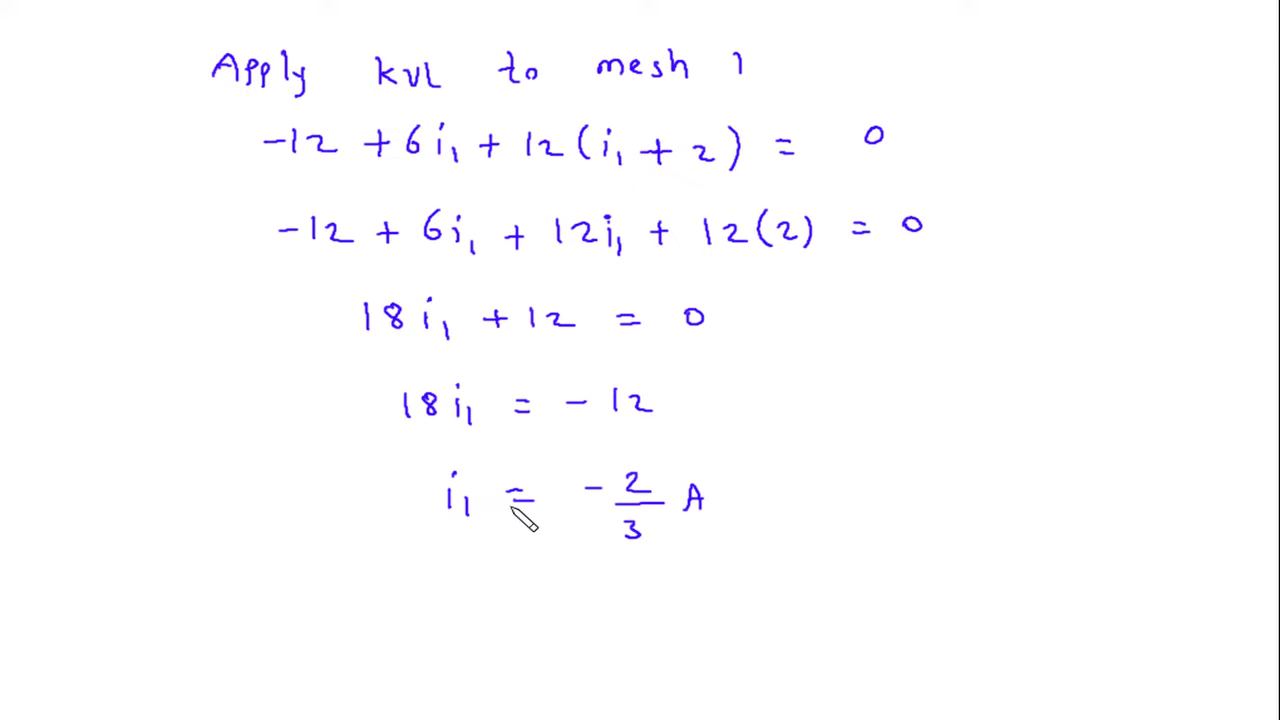 Apply kVL to mesh 1
-12 + 6i₁ + 12(i₁ + 2) = 0
-12 + 6i₁ + 12i₁ + 12(2) = 0
18i₁ + 12 = 0
18i₁ = -12
i₁ = -2/3 A